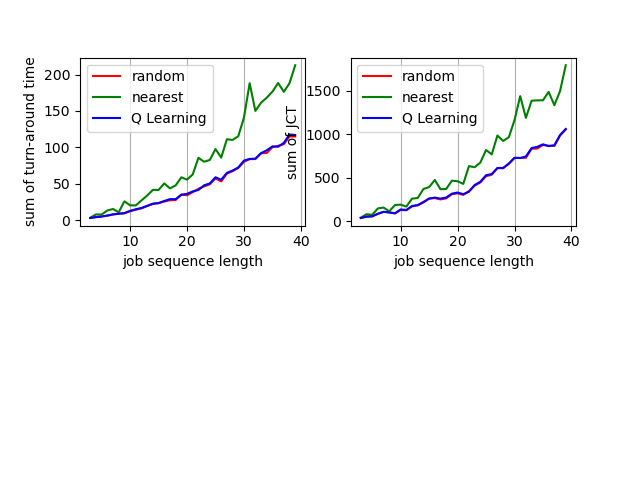 sum of turn-around time
200
150
100
50
0
random
nearest
Q Learning
10
20
30
40
job sequence length
sum of JCT
1500
1000
500
0
random
nearest
Q Learning
10
20
30
40
job sequence length